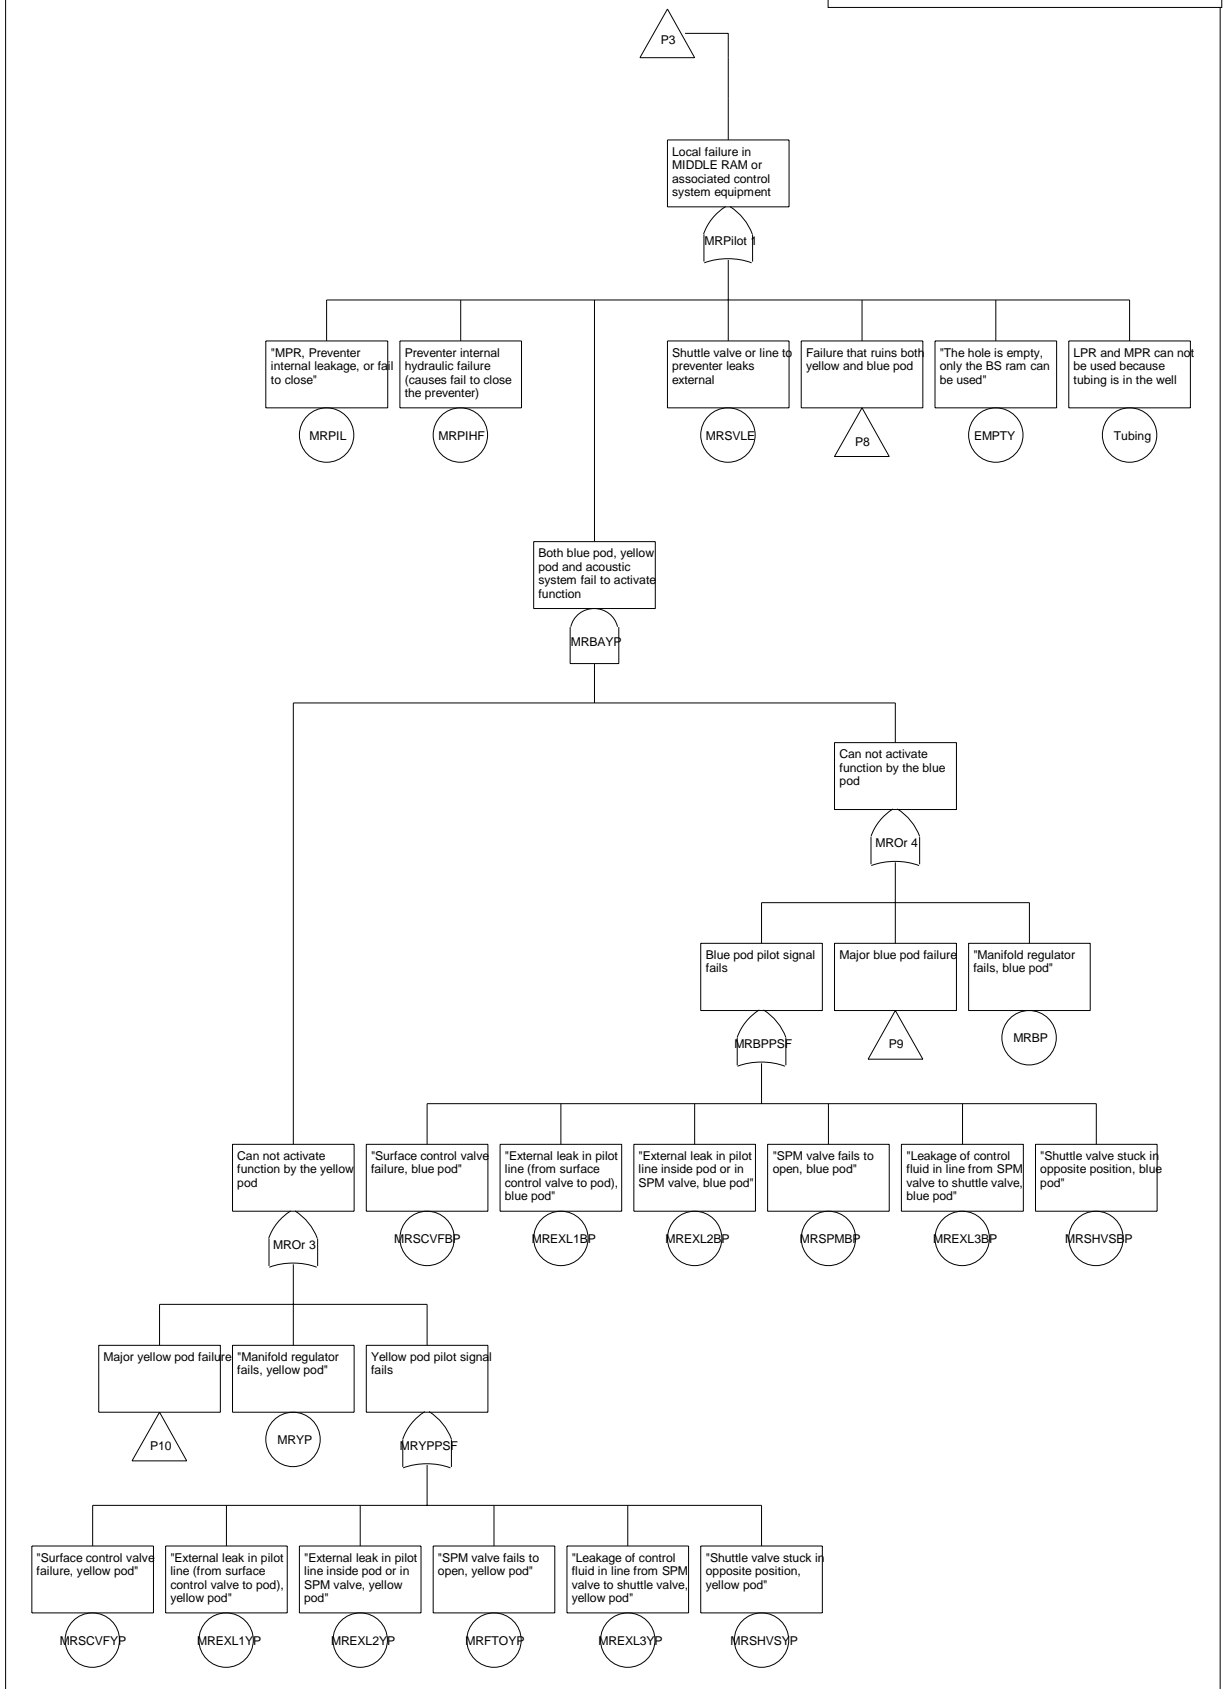 P3
Local failure in
MIDDLE RAM or
associated control
system equipment
MRPilot 1
"MPR, Preventer
internal leakage, or fail
to close"
MRPIL
Preventer internal
hydraulic failure
(causes fail to close
the preventer)
MRPIHF
Shuttle valve or line to
preventer leaks
external
MRSVLE
Failure that ruins both
yellow and blue pod
P8
"The hole is empty,
only the BS ram can
be used"
EMPTY
LPR and MPR can not
be used because
tubing is in the well
Tubing
Both blue pod, yellow
pod and acoustic
system fail to activate
function
MRBAYP
Can not activate
function by the blue
pod
MROr 4
Blue pod pilot signal
fails
MRBPPSF
Major blue pod failure
P9
"Manifold regulator
fails, blue pod"
MRBP
Can not activate
function by the yellow
pod
MROr 3
"Surface control valve
failure, blue pod"
MRSCVFBP
"External leak in pilot
line (from surface
control valve to pod),
blue pod"
MREXL1BP
"External leak in pilot
line inside pod or in
SPM valve, blue pod"
MREXL2BP
"SPM valve fails to
open, blue pod"
MRSPMBP
"Leakage of control
fluid in line from SPM
valve to shuttle valve,
blue pod"
MREXL3BP
"Shuttle valve stuck in
opposite position, blue
pod"
MRSHVSBP
Major yellow pod failure
P10
"Manifold regulator
fails, yellow pod"
MRYP
Yellow pod pilot signal
fails
MRYPPSF
"Surface control valve
failure, yellow pod"
MRSCVFYP
"External leak in pilot
line (from surface
control valve to pod),
yellow pod"
MREXL1YP
"External leak in pilot
line inside pod or in
SPM valve, yellow
pod"
MREXL2YP
"SPM valve fails to
open, yellow pod"
MRFTOYP
"Leakage of control
fluid in line from SPM
valve to shuttle valve,
yellow pod"
MREXL3YP
"Shuttle valve stuck in
opposite position,
yellow pod"
MRSHVSYP